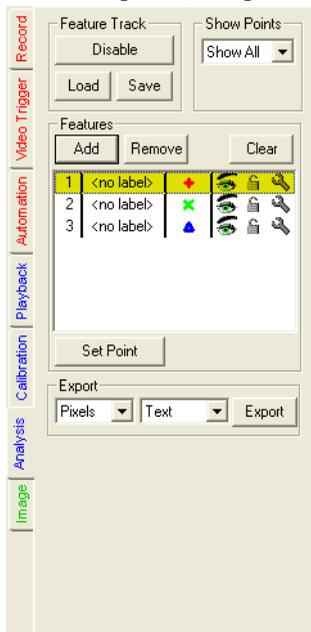 Record
Video Trigger
Automation
Playback
Calibration
Analysis
Image
Feature Track
Disable
Load Save
Show Points
Show All
Features
Add Remove Clear
1 <no label>
2 <no label>
3 <no label>
Set Point
Export
Pixels Text Export